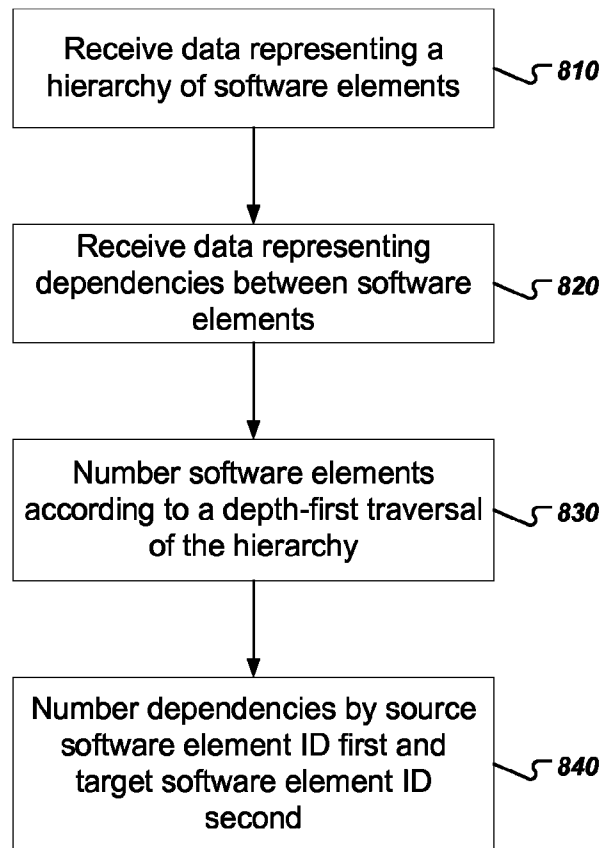 Receive data representing a
hierarchy of software elements
810
Receive data representing
dependencies between software
elements
820
Number software elements
according to a depth-first traversal
of the hierarchy
830
Number dependencies by source
software element ID first and
target software element ID
second
840